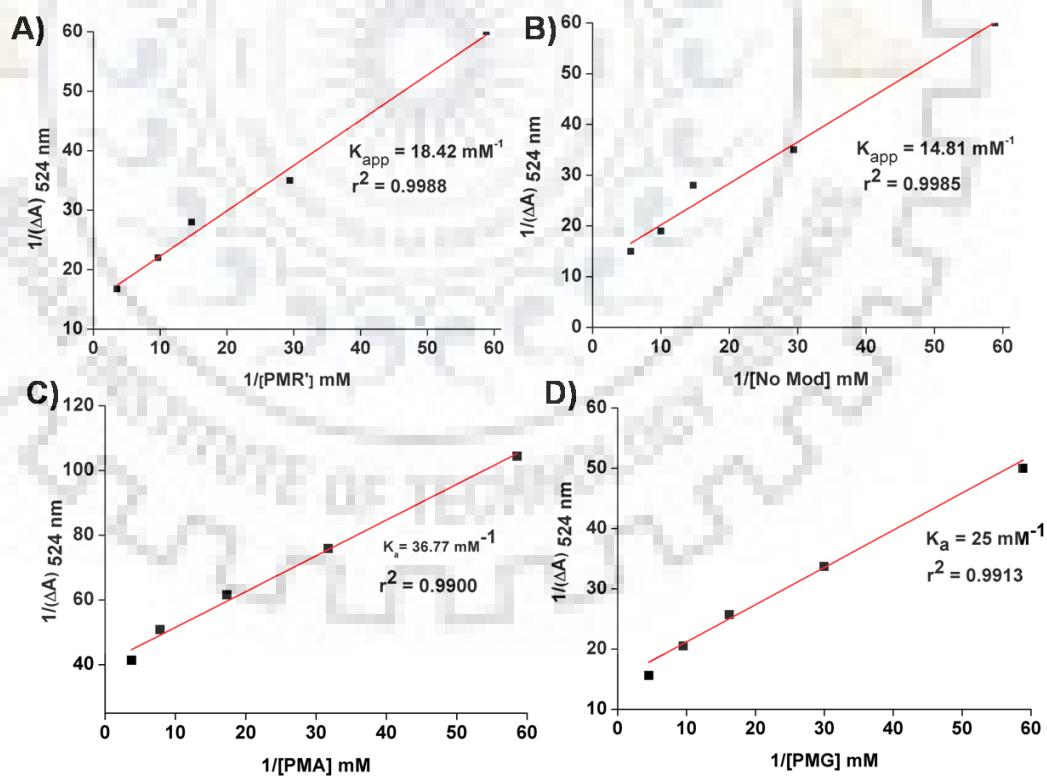 A)
60
50
40
30
20
10
0 10 20 30 40 50 60
1/(ΔA) 524 nm
K_app = 18.42 mM⁻¹
r² = 0.9988
1/[PMR'] mM
B)
60
50
40
30
20
10
0
0 10 20 30 40 50 60
1/(ΔA) 524 nm
K_app = 14.81 mM⁻¹
r² = 0.9985
1/[No Mod] mM
C)
120
100
80
60
40
0 10 20 30 40 50 60
1/(ΔA) 524 nm
K_a = 36.77 mM⁻¹
r² = 0.9900
1/[PMA] mM
D)
60
50
40
30
20
10
0 10 20 30 40 50 60
1/(ΔA) 524 nm
K_a = 25 mM⁻¹
r² = 0.9913
1/[PMG] mM